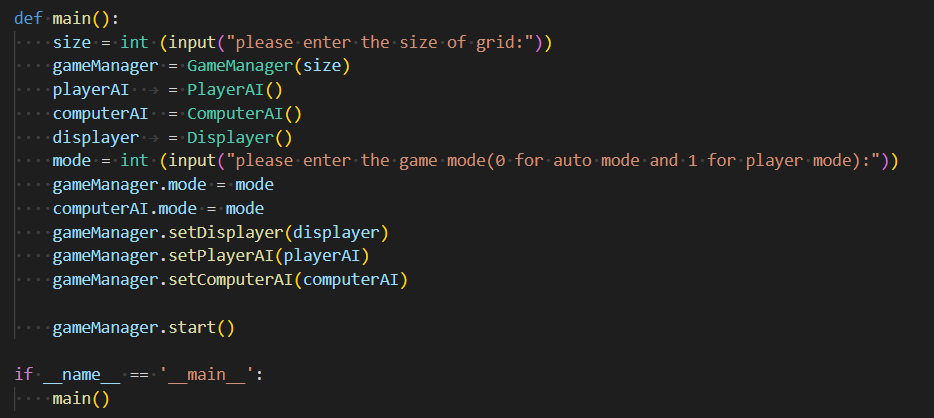 def main():
    size = int (input("please enter the size of grid:"))
    gameManager = GameManager(size)
    playerAI   = PlayerAI()
    computerAI  = ComputerAI()
    displayer  = Displayer()
    mode = int (input("please enter the game mode(0 for auto mode and 1 for player mode):"))
    gameManager.mode = mode
    computerAI.mode = mode
    gameManager.setDisplayer(displayer)
    gameManager.setPlayerAI(playerAI)
    gameManager.setComputerAI(computerAI)

    gameManager.start()

if __name__ == '__main__':
    main()